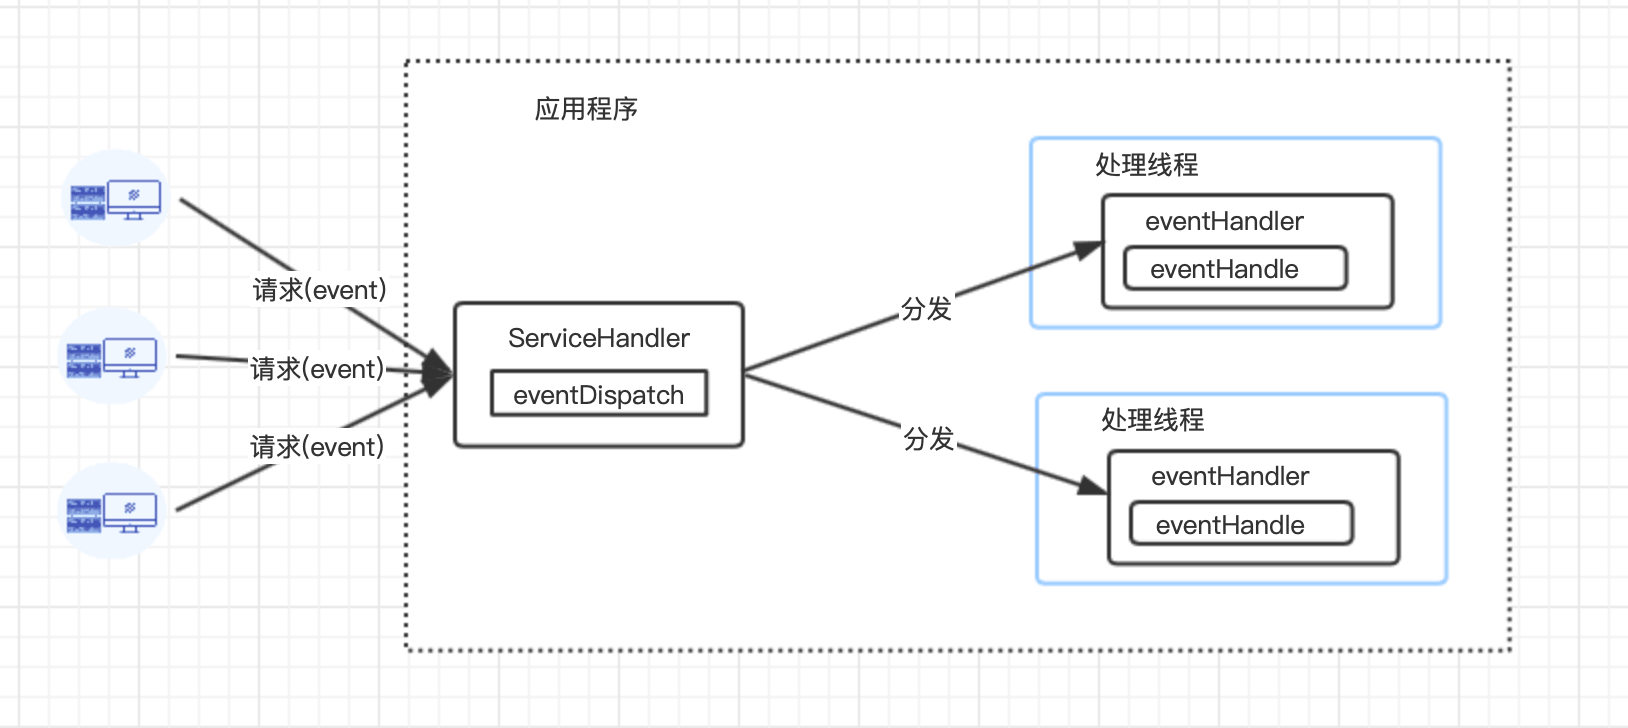 应用程序
请求(event)
请求(event)
请求(event)
ServiceHandler
eventDispatch
分发
分发
处理线程
eventHandler
eventHandle
处理线程
eventHandler
eventHandle